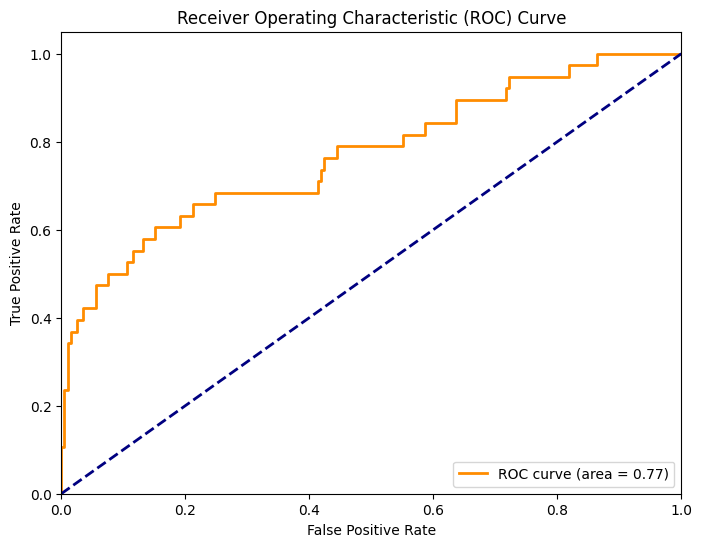 Receiver Operating Characteristic (ROC) Curve
True Positive Rate
1.0
0.8
0.6
0.4
0.2
0.0
ROC curve (area = 0.77)
0.0 0.2 0.4 0.6 0.8 1.0
False Positive Rate